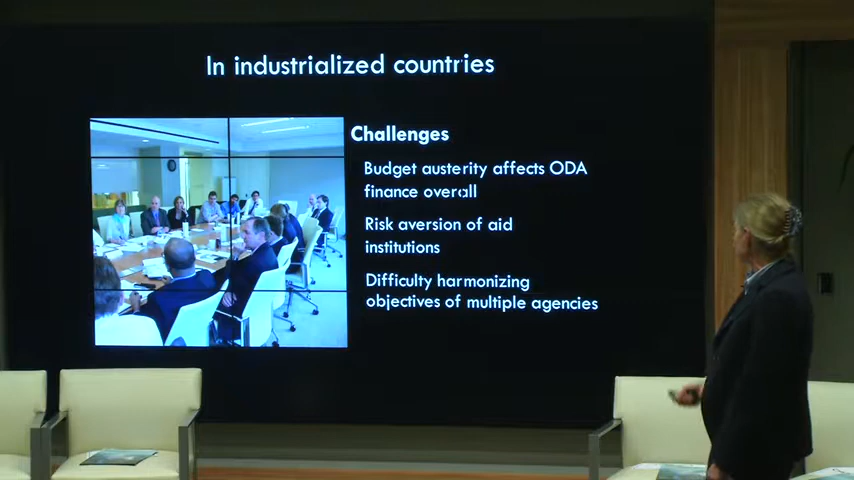 In industrialized countries
Challenges
Budget austerity affects ODA
finance overall
Risk aversion of aid
institutions
Difficulty harmonizing
objectives of multiple agencies